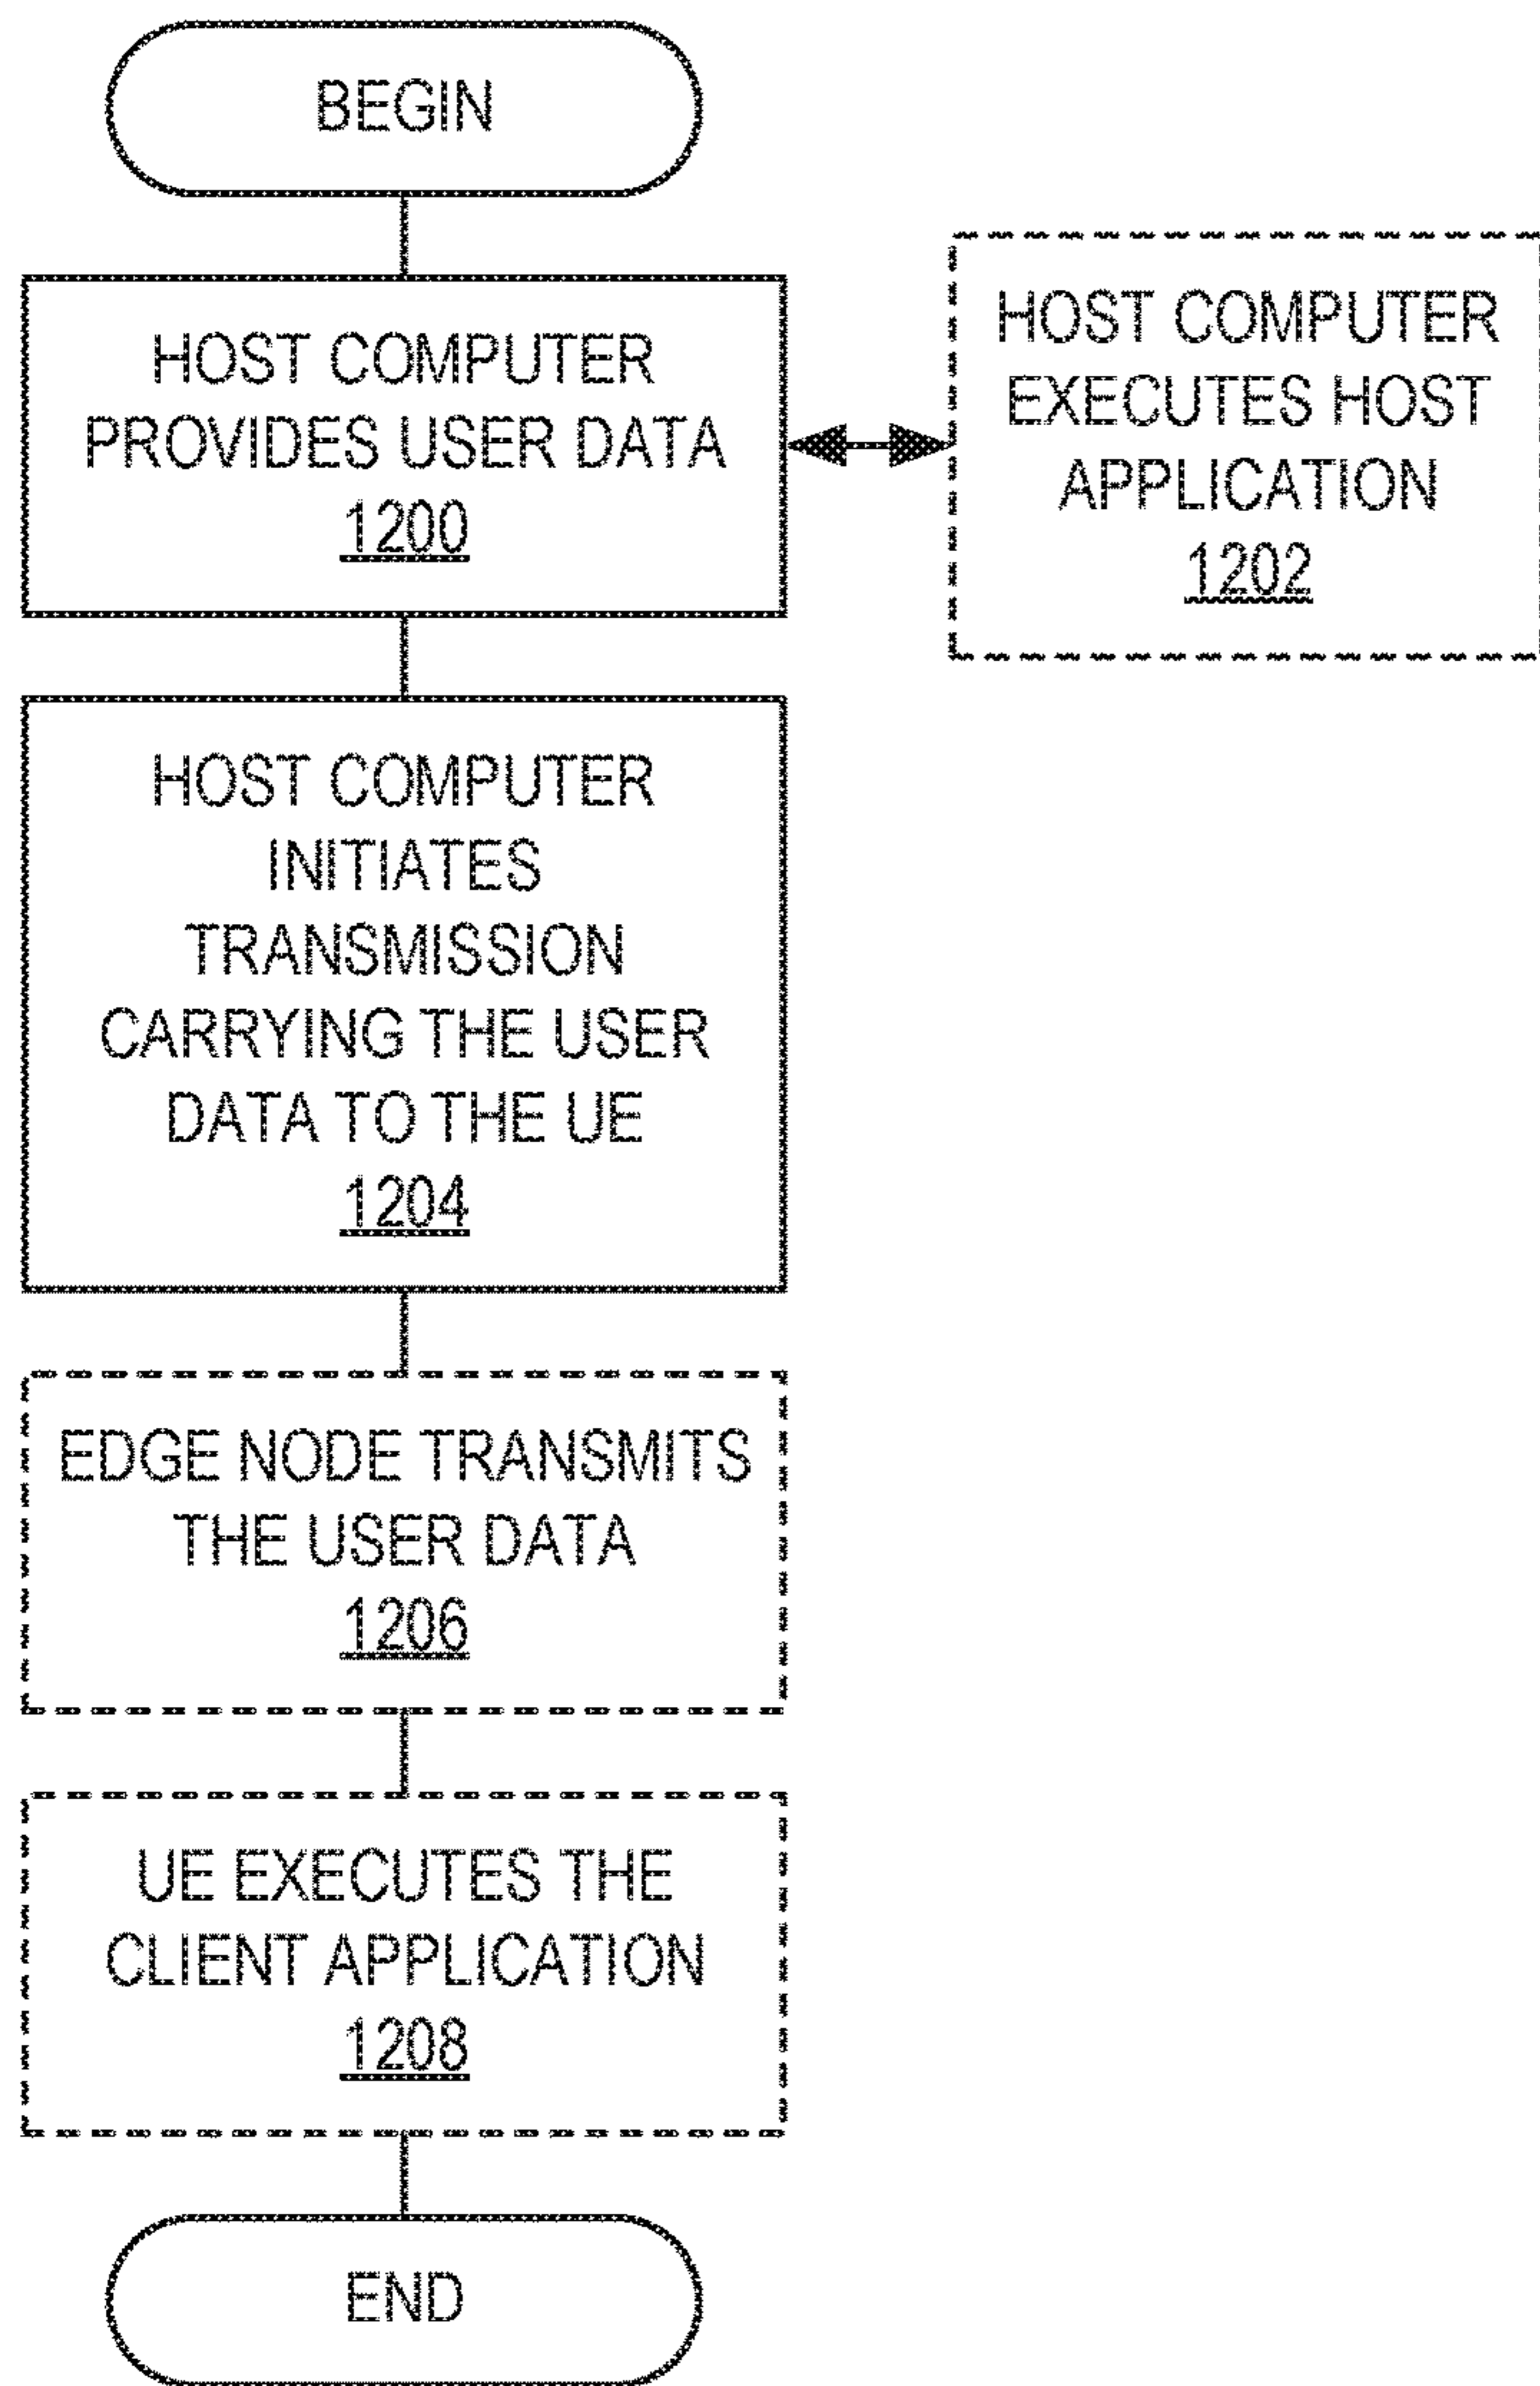 BEGIN
HOST COMPUTER
PROVIDES USER DATA
1200
HOST COMPUTER
EXECUTES HOST
APPLICATION
1202
HOST COMPUTER
INITIATES
TRANSMISSION
CARRYING THE USER
DATA TO THE UE
1204
EDGE NODE TRANSMITS
THE USER DATA
1206
UE EXECUTES THE
CLIENT APPLICATION
1208
END